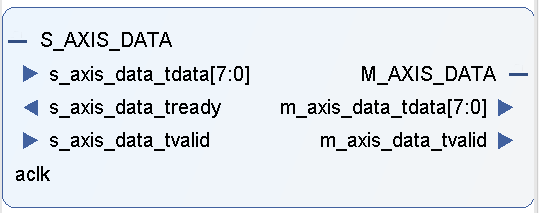 S_AXIS_DATA
s_axis_data_tdata[7:0]
s_axis_data_tready
s_axis_data_tvalid
aclk
M_AXIS_DATA
m_axis_data_tdata[7:0]
m_axis_data_tvalid